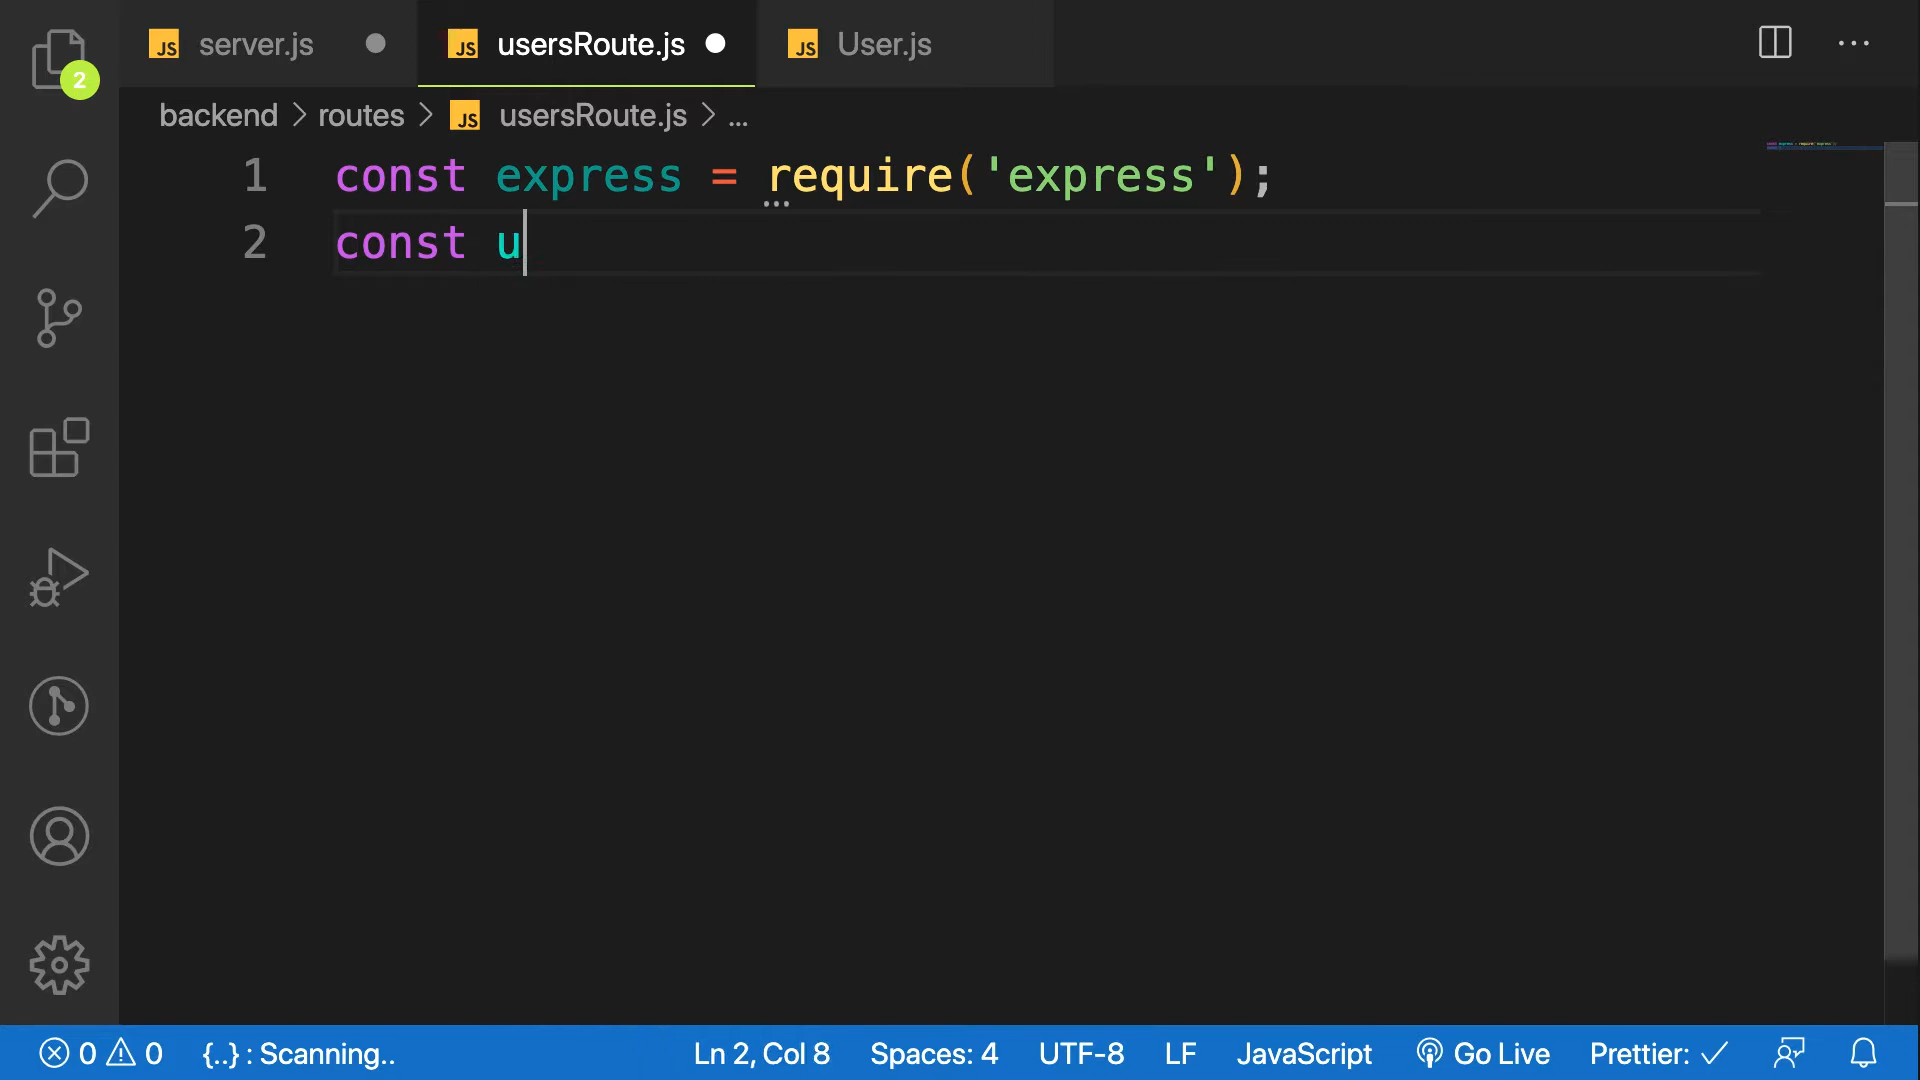 2
JS server.js
JS usersRoute.js
JS User.js
backend > routes > JS usersRoute.js > ...
1 const express = require('express');
2 const u
0 0 {..} : Scanning..
Ln 2, Col 8 Spaces: 4 UTF-8 LF JavaScript Go Live Prettier: ✓